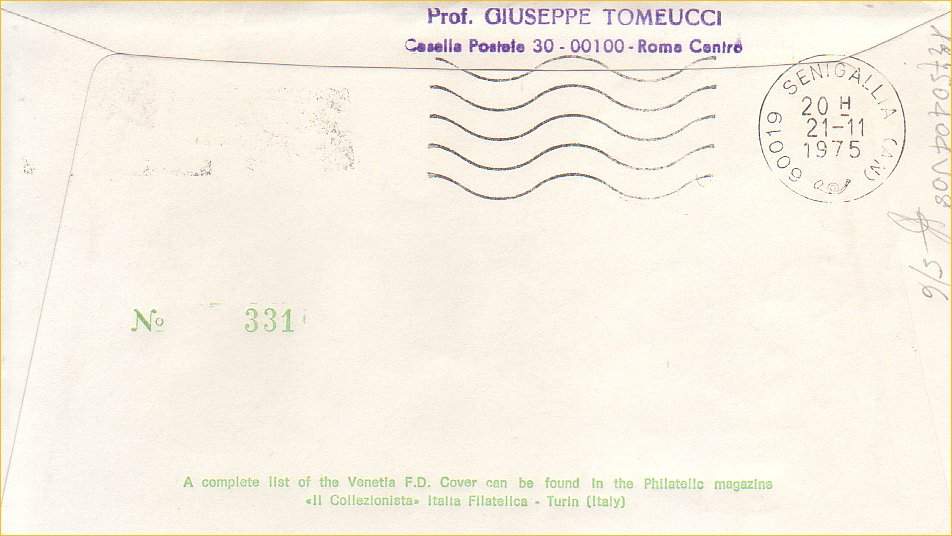 Prof. GIUSEPPE TOMEUCCI
Casella Postale 30 - 00100 - Roma Centro
60019 SENIGALLIA (AN)
20 H
21-11
1975
№ 331
A complete list of the Venetia F.D. Cover can be found in the Philatelic magazine
«Il Collezionista» Italia Filatelica - Turin (Italy)